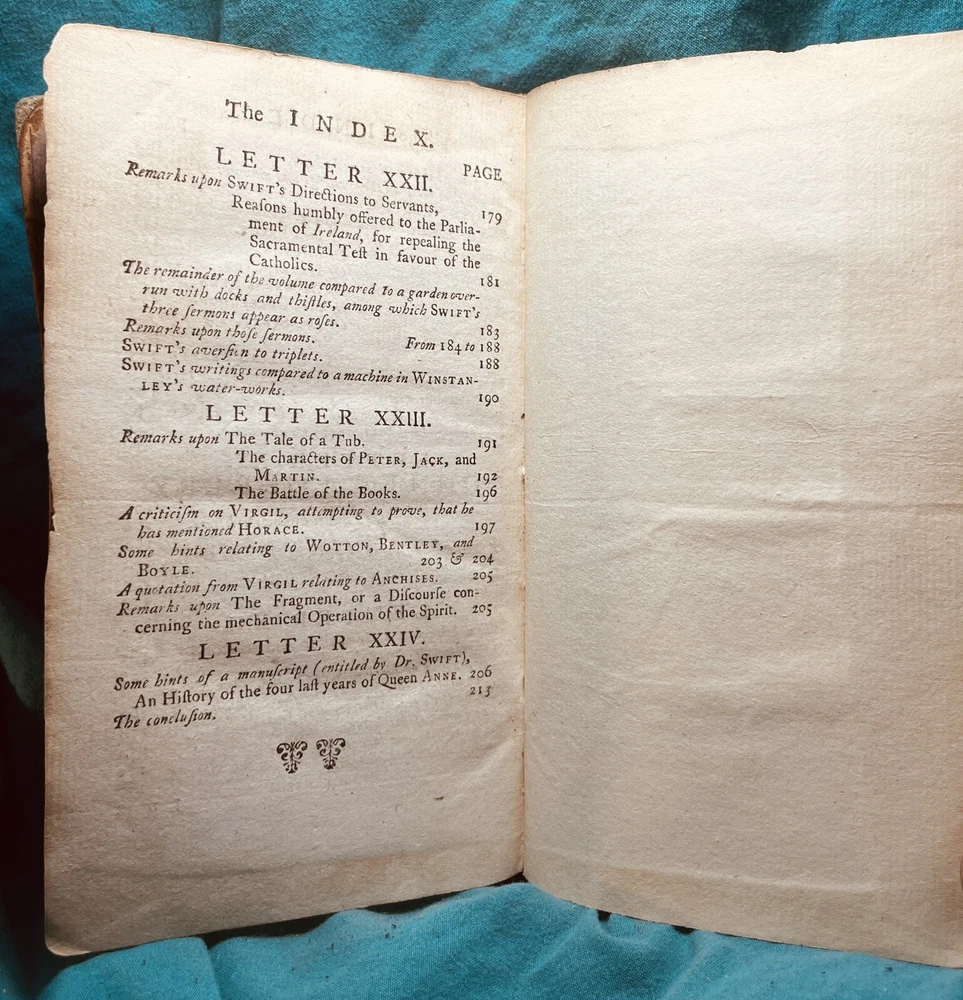 The INDEX.
LETTER XXII. PAGE
Remarks upon SWIFT's Directions to Servants, 179
Reaſons humbly offered to the Parlia-
ment of Ireland, for repealing the
Sacramental Teſt in favour of the
Catholics. 181
The remainder of the volume compared to a garden over-
run with docks and thiſtles, among which SWIFT's
three ſermons appear as roſes. 183
Remarks upon thoſe ſermons. From 184 to 188
SWIFT's averſion to triplets. 188
SWIFT's writings compared to a machine in WINSTAN-
LEY's water-works. 190
LETTER XXIII.
Remarks upon The Tale of a Tub. 191
The characters of PETER, JACK, and
MARTIN. 192
The Battle of the Books. 196
A criticiſm on VIRGIL, attempting to prove, that he
has mentioned HORACE. 197
Some hints relating to WOTTON, BENTLEY, and
BOYLE. 203 & 204
A quotation from VIRGIL relating to ANCHISES. 205
Remarks upon The Fragment, or a Diſcourſe con-
cerning the mechanical Operation of the Spirit. 205
LETTER XXIV.
Some hints of a manuſcript (entitled by Dr. SWIFT),
An Hiſtory of the four laſt years of Queen ANNE. 206
The concluſion. 213